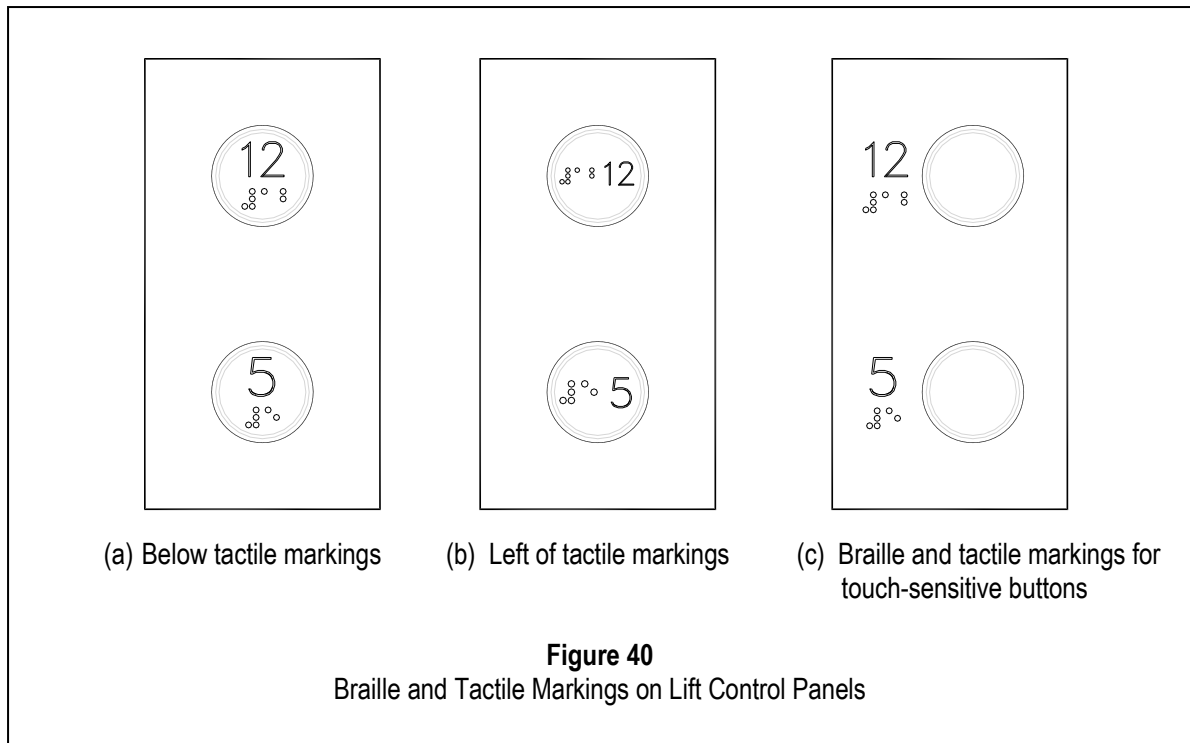 12
⠼⠁⠃
5
⠼⠑
(a) Below tactile markings
⠼⠁⠃ 12
⠼⠑ 5
(b) Left of tactile markings
12
⠼⠁⠃
5
⠼⠑
(c) Braille and tactile markings for
touch-sensitive buttons
Figure 40
Braille and Tactile Markings on Lift Control Panels